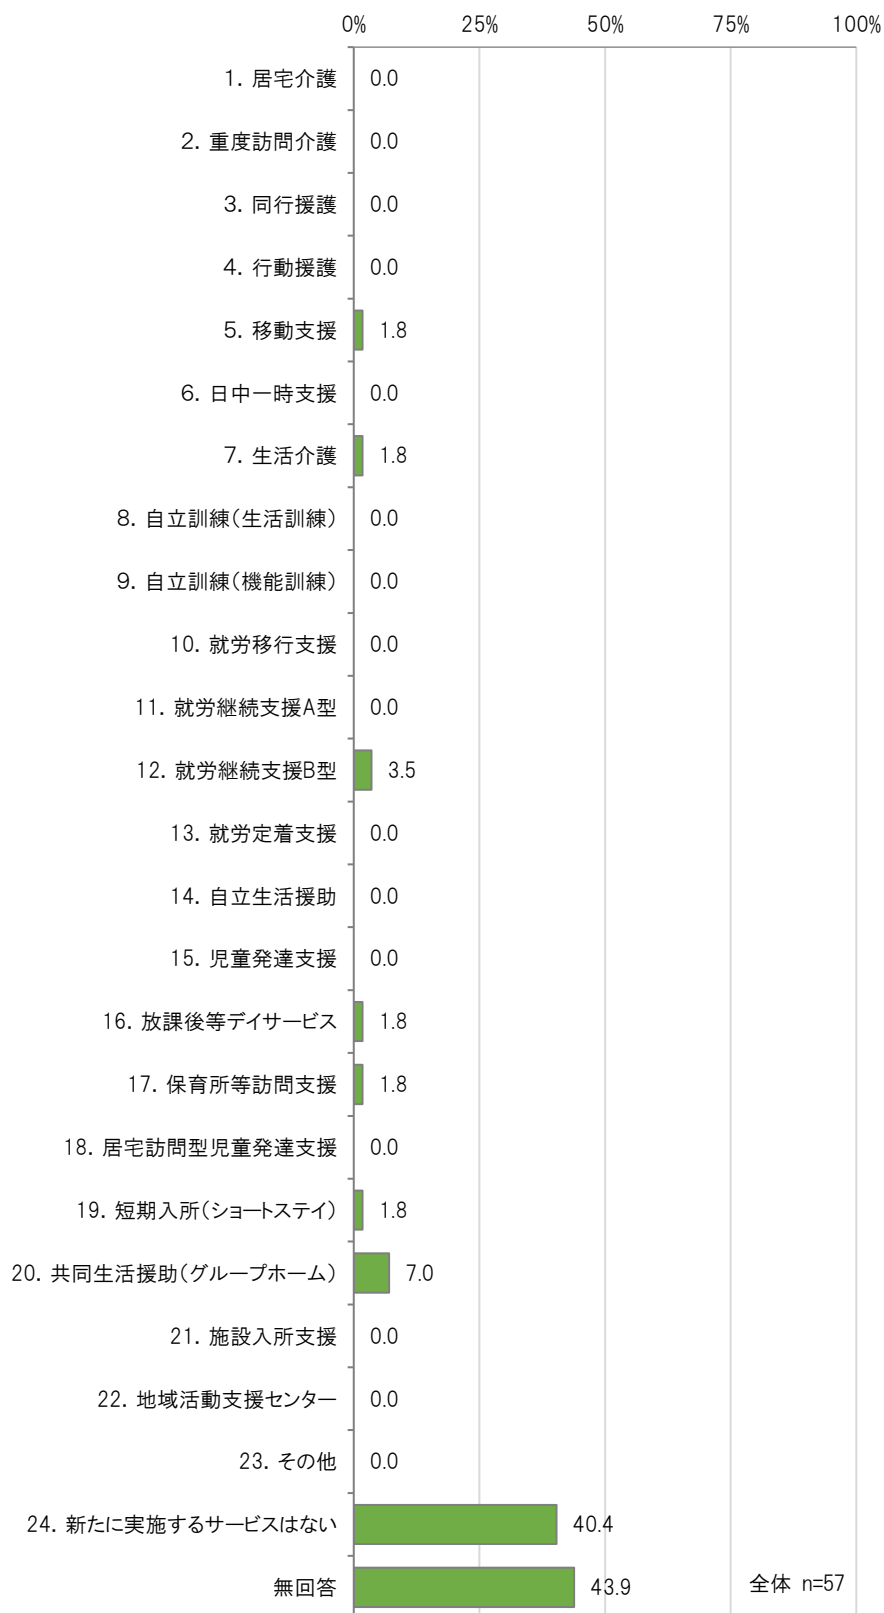 0% 25% 50% 75% 100%
1. 居宅介護 0.0
2. 重度訪問介護 0.0
3. 同行援護 0.0
4. 行動援護 0.0
5. 移動支援 1.8
6. 日中一時支援 0.0
7. 生活介護 1.8
8. 自立訓練(生活訓練) 0.0
9. 自立訓練(機能訓練) 0.0
10. 就労移行支援 0.0
11. 就労継続支援A型 0.0
12. 就労継続支援B型 3.5
13. 就労定着支援 0.0
14. 自立生活援助 0.0
15. 児童発達支援 0.0
16. 放課後等デイサービス 1.8
17. 保育所等訪問支援 1.8
18. 居宅訪問型児童発達支援 0.0
19. 短期入所(ショートステイ) 1.8
20. 共同生活援助(グループホーム) 7.0
21. 施設入所支援 0.0
22. 地域活動支援センター 0.0
23. その他 0.0
24. 新たに実施するサービスはない 40.4
無回答 43.9 全体 n=57